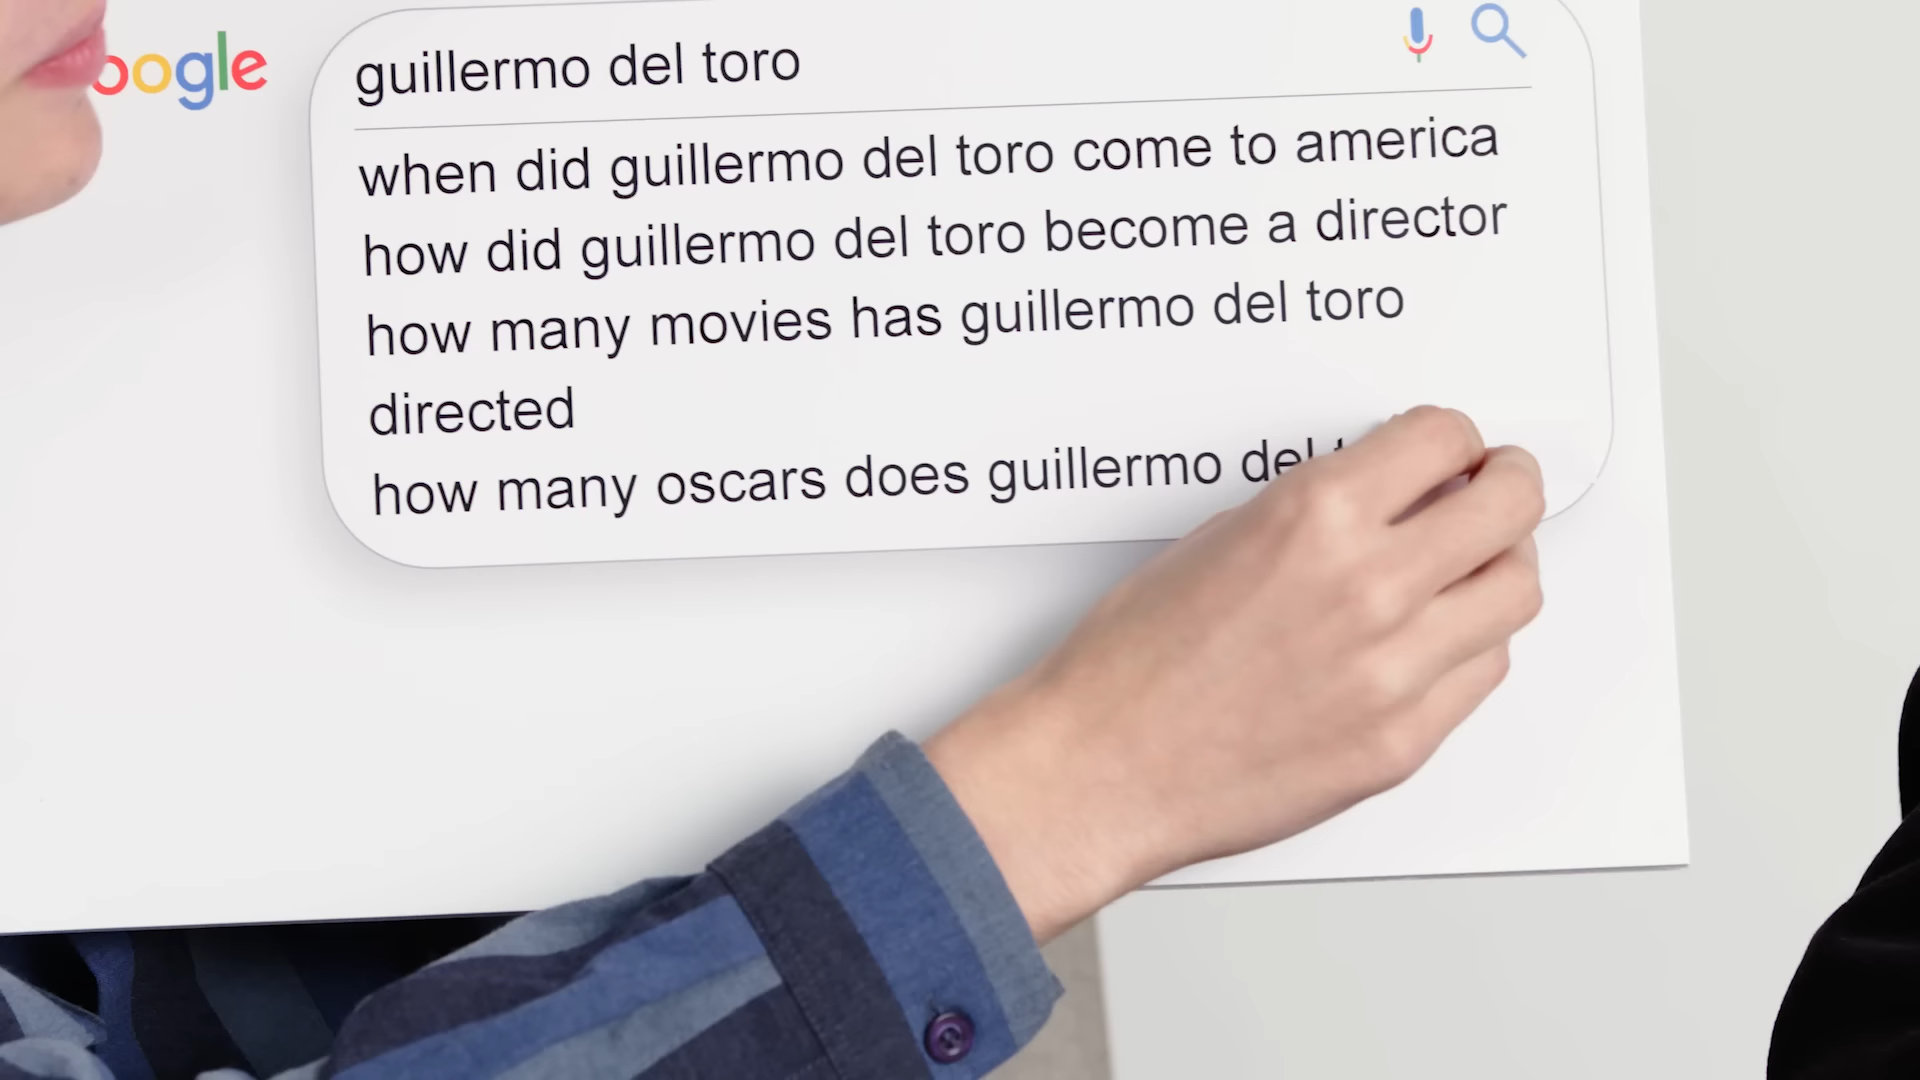 oogle
guillermo del toro
when did guillermo del toro come to america
how did guillermo del toro become a director
how many movies has guillermo del toro
directed
how many oscars does guillermo del